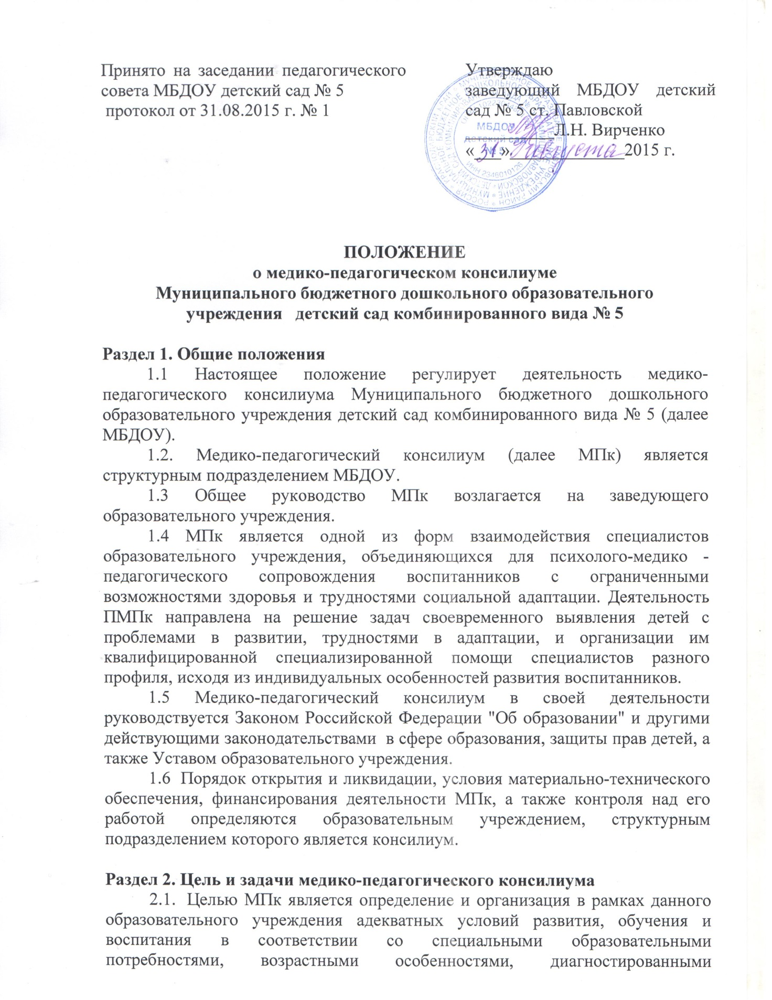 Принято на заседании педагогического
совета МБДОУ детский сад № 5
протокол от 31.08.2015 г. № 1
Утверждаю
заведующий МБДОУ детский
сад № 5 ст. Павловской
Л.Н. Вирченко
« 31 » августа 2015 г.
МБДОУ
детский сад
№ 5
ИНН 2346010126
ПОЛОЖЕНИЕ
о медико-педагогическом консилиуме
Муниципального бюджетного дошкольного образовательного
учреждения детский сад комбинированного вида № 5
Раздел 1. Общие положения
1.1 Настоящее положение регулирует деятельность медико-
педагогического консилиума Муниципального бюджетного дошкольного
образовательного учреждения детский сад комбинированного вида № 5 (далее
МБДОУ).
1.2. Медико-педагогический консилиум (далее МПк) является
структурным подразделением МБДОУ.
1.3 Общее руководство МПк возлагается на заведующего
образовательного учреждения.
1.4 МПк является одной из форм взаимодействия специалистов
образовательного учреждения, объединяющихся для психолого-медико -
педагогического сопровождения воспитанников с ограниченными
возможностями здоровья и трудностями социальной адаптации. Деятельность
ПМПк направлена на решение задач своевременного выявления детей с
проблемами в развитии, трудностями в адаптации, и организации им
квалифицированной специализированной помощи специалистов разного
профиля, исходя из индивидуальных особенностей развития воспитанников.
1.5 Медико-педагогический консилиум в своей деятельности
руководствуется Законом Российской Федерации "Об образовании" и другими
действующими законодательствами в сфере образования, защиты прав детей, а
также Уставом образовательного учреждения.
1.6 Порядок открытия и ликвидации, условия материально-технического
обеспечения, финансирования деятельности МПк, а также контроля над его
работой определяются образовательным учреждением, структурным
подразделением которого является консилиум.
Раздел 2. Цель и задачи медико-педагогического консилиума
2.1. Целью МПк является определение и организация в рамках данного
образовательного учреждения адекватных условий развития, обучения и
воспитания в соответствии со специальными образовательными
потребностями, возрастными особенностями, диагностированными